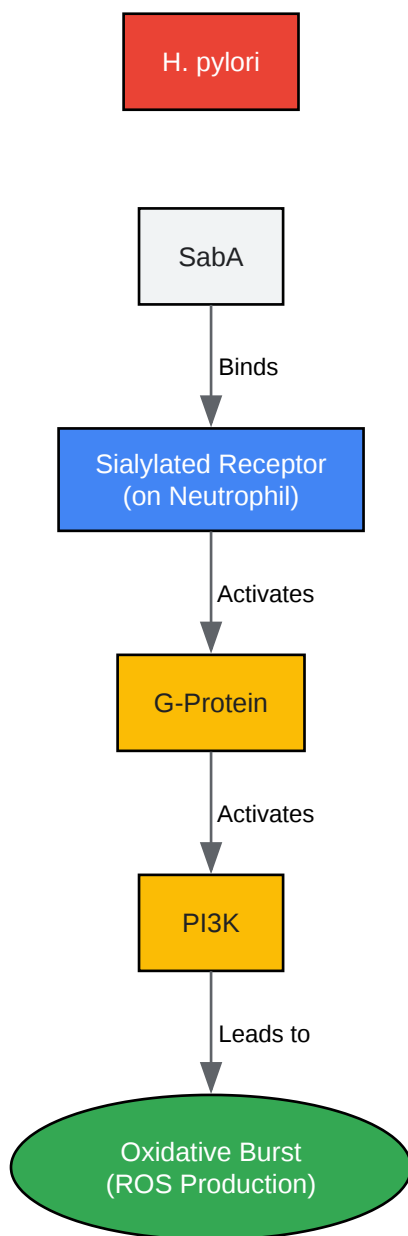 H. pylori
SabA
Binds
Sialylated Receptor
(on Neutrophil)
Activates
G-Protein
Activates
PI3K
Leads to
Oxidative Burst
(ROS Production)